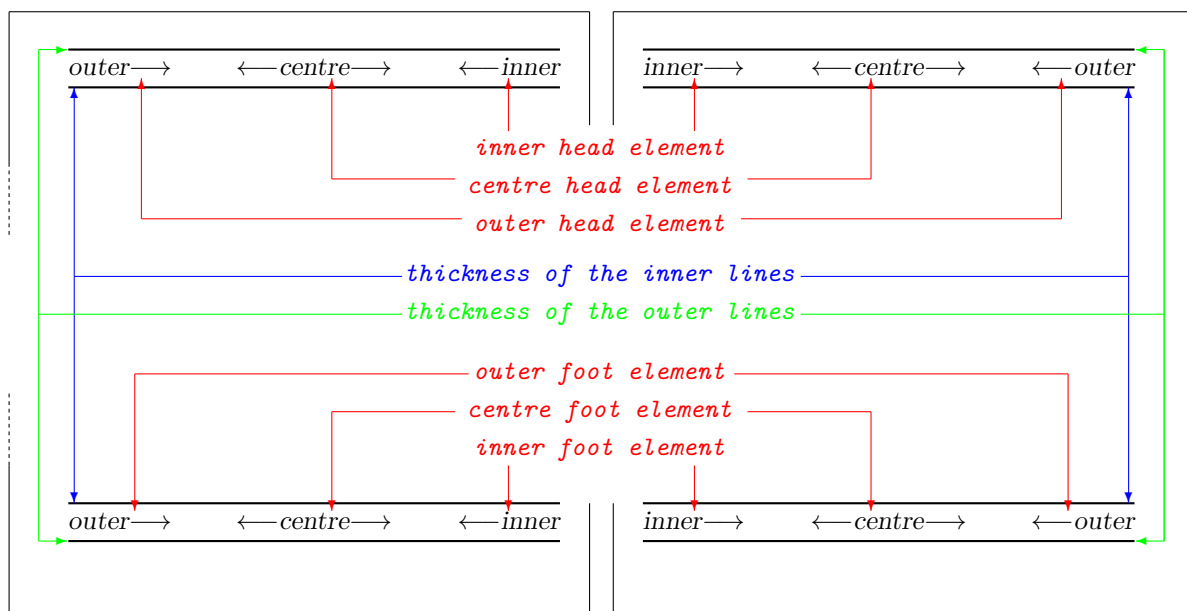 outer⟶ ⟵centre⟶ ⟵inner inner⟶ ⟵centre⟶ ⟵outer
inner head element
centre head element
outer head element
thickness of the inner lines
thickness of the outer lines
outer foot element
centre foot element
inner foot element
outer⟶ ⟵centre⟶ ⟵inner inner⟶ ⟵centre⟶ ⟵outer